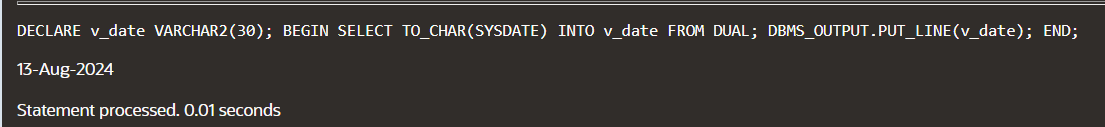 DECLARE v_date VARCHAR2(30); BEGIN SELECT TO_CHAR(SYSDATE) INTO v_date FROM DUAL; DBMS_OUTPUT.PUT_LINE(v_date); END;
13-Aug-2024
Statement processed. 0.01 seconds